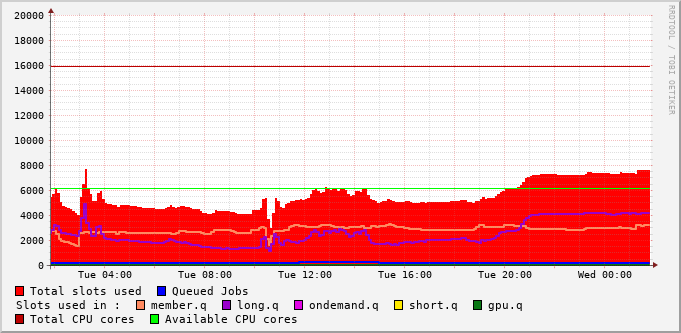 20000
18000
16000
14000
12000
10000
8000
6000
4000
2000
0
Tue 04:00 Tue 08:00 Tue 12:00 Tue 16:00 Tue 20:00 Wed 00:00
Total slots used Queued Jobs
Slots used in : member.q long.q ondemand.q short.q gpu.q
Total CPU cores Available CPU cores
RRDTOOL / TOBI OETIKER